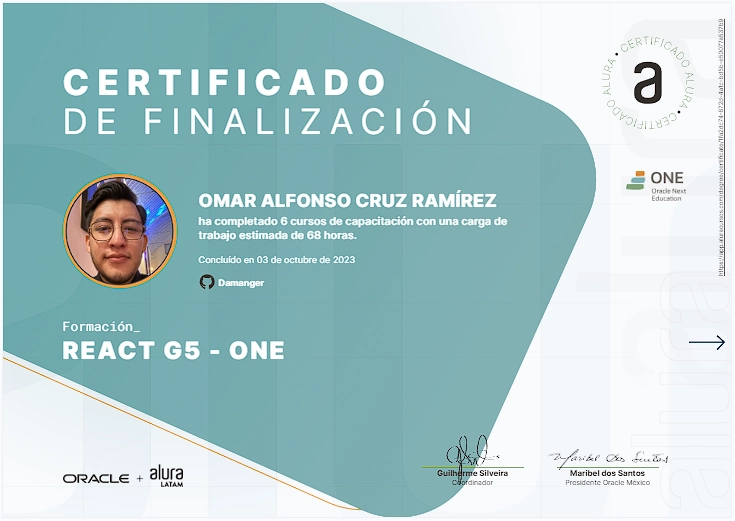 CERTIFICADO
DE FINALIZACIÓN
OMAR ALFONSO CRUZ RAMÍREZ
ha completado 6 cursos de capacitación con una carga de
trabajo estimada de 68 horas.
Concluído en 03 de octubre de 2023
Damanger
Formación_
REACT G5 - ONE
ORACLE + alura
LATAM
CERTIFICADO ALURA • CERTIFICADO ALURA •
a
ONE
Oracle Next
Education
Guilherme Silveira
Coordinador
Maribel dos Santos
Presidente Oracle México
alura